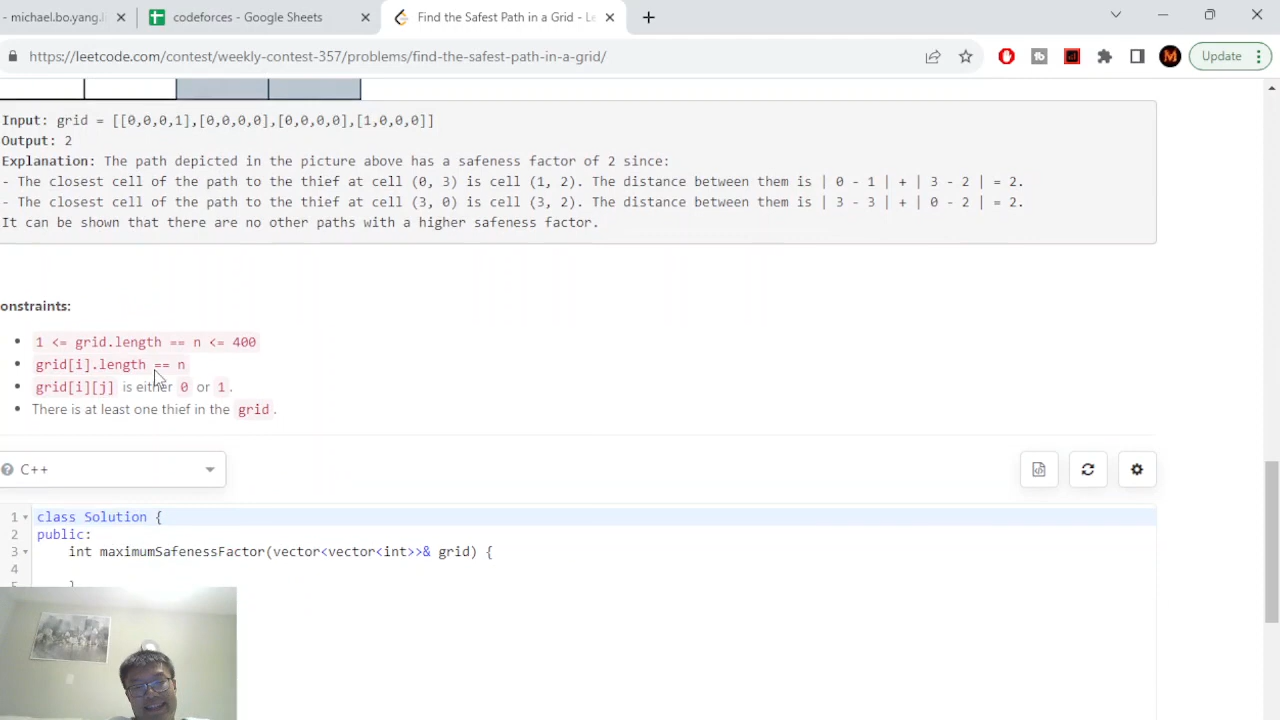 - michael.bo.yang.
codeforces - Google Sheets
Find the Safest Path in a Grid - Le
https://leetcode.com/contest/weekly-contest-357/problems/find-the-safest-path-in-a-grid/
M
Update
Input: grid = [[0,0,0,1],[0,0,0,0],[0,0,0,0],[1,0,0,0]]
Output: 2
Explanation: The path depicted in the picture above has a safeness factor of 2 since:
- The closest cell of the path to the thief at cell (0, 3) is cell (1, 2). The distance between them is | 0 - 1 | + | 3 - 2 | = 2.
- The closest cell of the path to the thief at cell (3, 0) is cell (3, 2). The distance between them is | 3 - 3 | + | 0 - 2 | = 2.
It can be shown that there are no other paths with a higher safeness factor.
onstraints:
• 1 <= grid.length == n <= 400
• grid[i].length == n
• grid[i][j] is either 0 or 1.
• There is at least one thief in the grid.
? C++
1 class Solution {
2 public:
3 int maximumSafenessFactor(vector<vector<int>>& grid) {
4
5 }